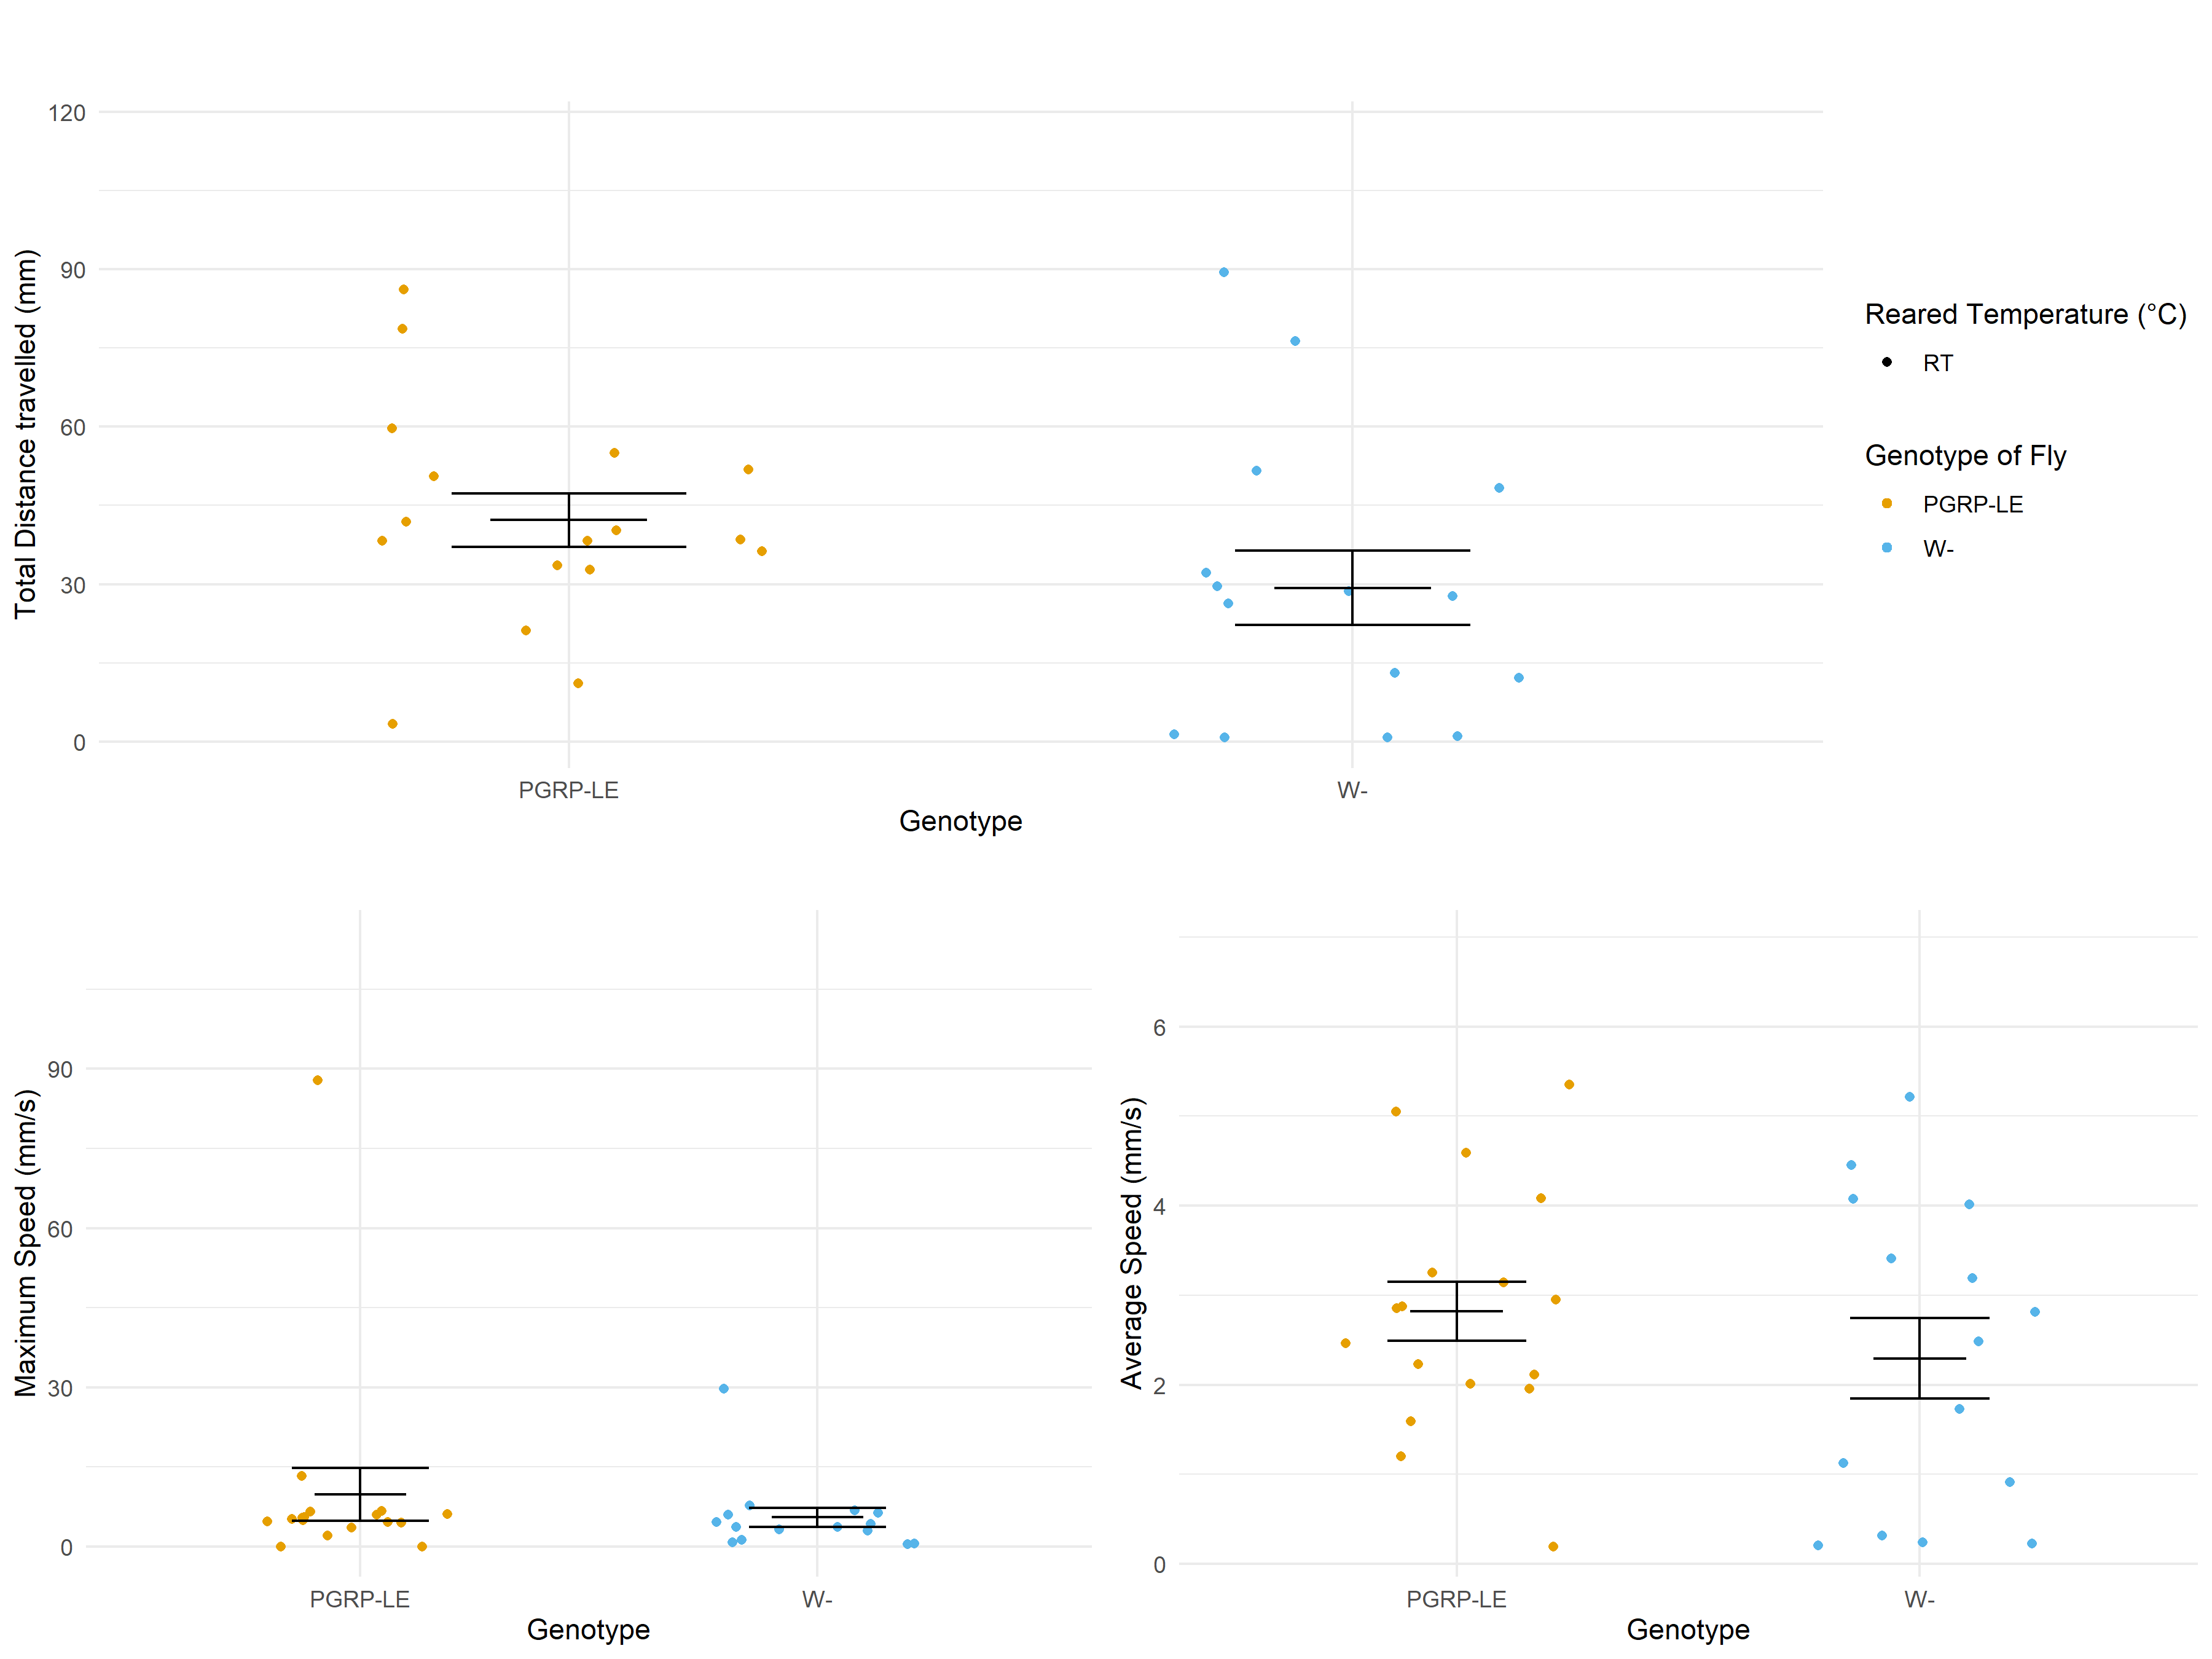 120
90
60
30
0
Total Distance travelled (mm)
PGRP-LE
W-
Genotype
Reared Temperature (°C)
RT
Genotype of Fly
PGRP-LE
W-
90
60
30
0
Maximum Speed (mm/s)
PGRP-LE
W-
Genotype
6
4
2
0
Average Speed (mm/s)
PGRP-LE
W-
Genotype